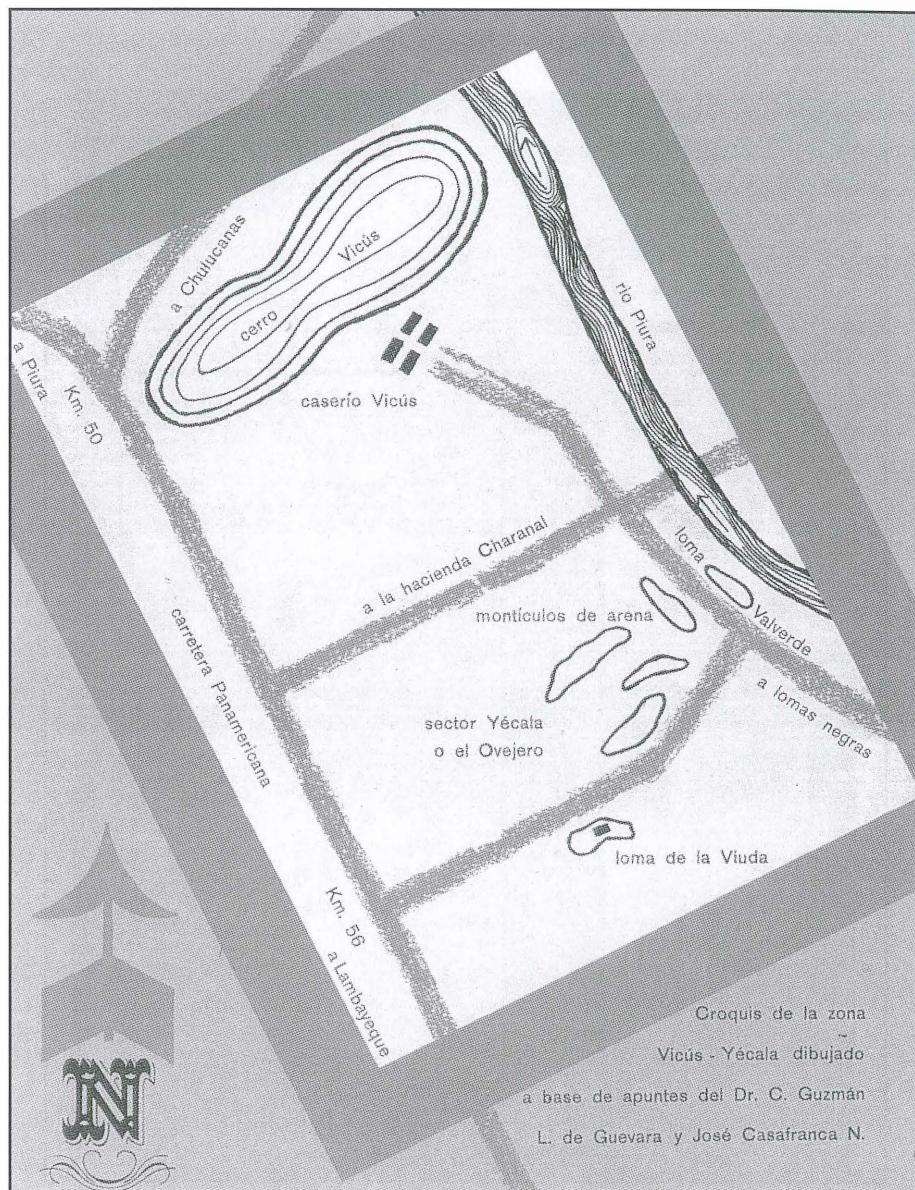 a Chulucanas
Vicús
cerro
río Piura
a Piura
Km. 50
caserío Vicús
a la hacienda Charanal
loma
Valverde
montículos de arena
carretera Panamericana
a lomas negras
sector Yécala
o el Ovejero
loma de la Viuda
Km. 56
a Lambayeque
N
Croquis de la zona
Vicús - Yécala dibujado
a base de apuntes del Dr. C. Guzmán
L. de Guevara y José Casafranca N.